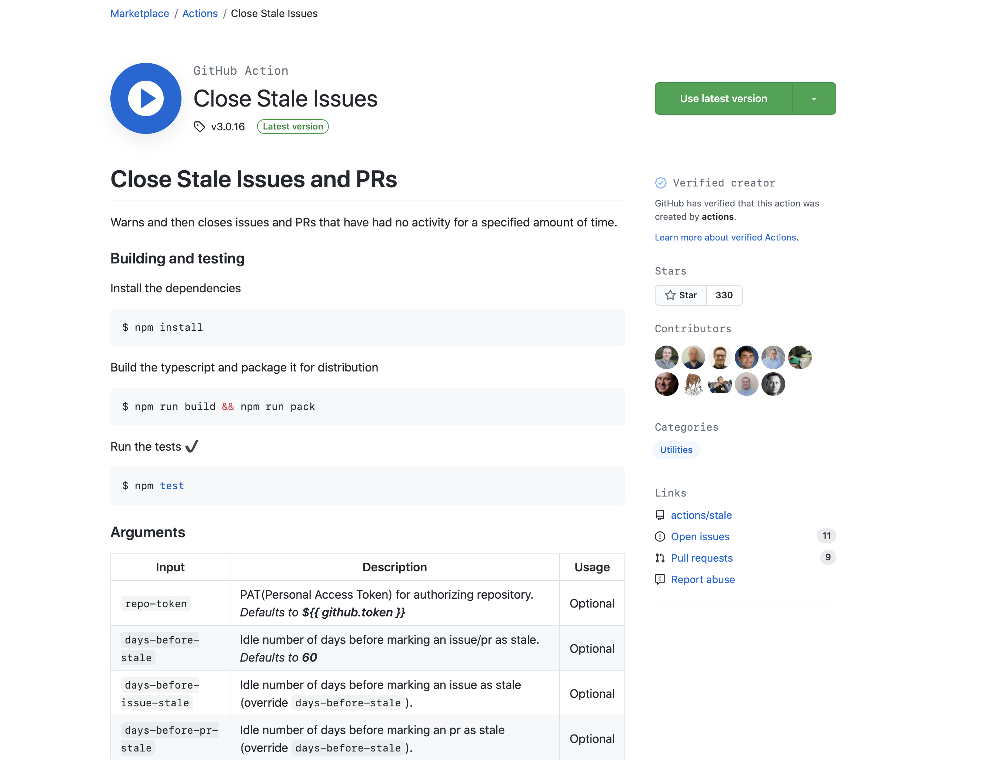 Marketplace / Actions / Close Stale Issues
GitHub Action
Close Stale Issues
v3.0.16 Latest version
Use latest version
Close Stale Issues and PRs
Warns and then closes issues and PRs that have had no activity for a specified amount of time.
Building and testing
Install the dependencies
$ npm install
Build the typescript and package it for distribution
$ npm run build && npm run pack
Run the tests ✔
$ npm test
Arguments
Input Description Usage
repo-token
PAT(Personal Access Token) for authorizing repository.
Defaults to ${{ github.token }}
Optional
days-before-
stale
Idle number of days before marking an issue/pr as stale.
Defaults to 60
Optional
days-before-
issue-stale
Idle number of days before marking an issue as stale
(override days-before-stale ).
Optional
days-before-pr-
stale
Idle number of days before marking an pr as stale
(override days-before-stale ).
Optional
Verified creator
GitHub has verified that this action was
created by actions.
Learn more about verified Actions.
Stars
Star 330
Contributors
Categories
Utilities
Links
actions/stale
Open issues 11
Pull requests 9
Report abuse